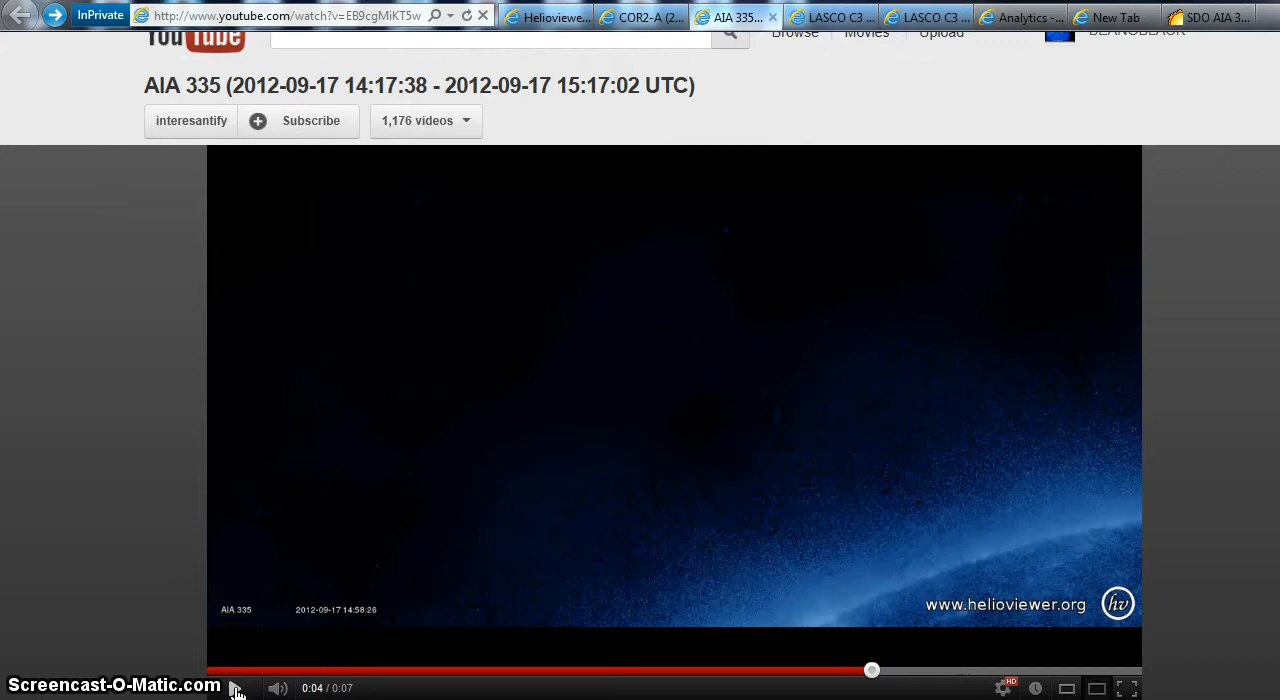 InPrivate http://www.youtube.com/watch?v=EB9cgMiKT5w Helioviewe... COR2-A (2... AIA 335... LASCO C3 ... LASCO C3 ... Analytics -... New Tab SDO AIA 3...
YouTube Browse Movies Upload
AIA 335 (2012-09-17 14:17:38 - 2012-09-17 15:17:02 UTC)
interesantify Subscribe 1,176 videos
www.helioviewer.org hv
AIA 335 2012-09-17 14:58:26
Screencast-O-Matic.com 0:04 / 0:07 HD